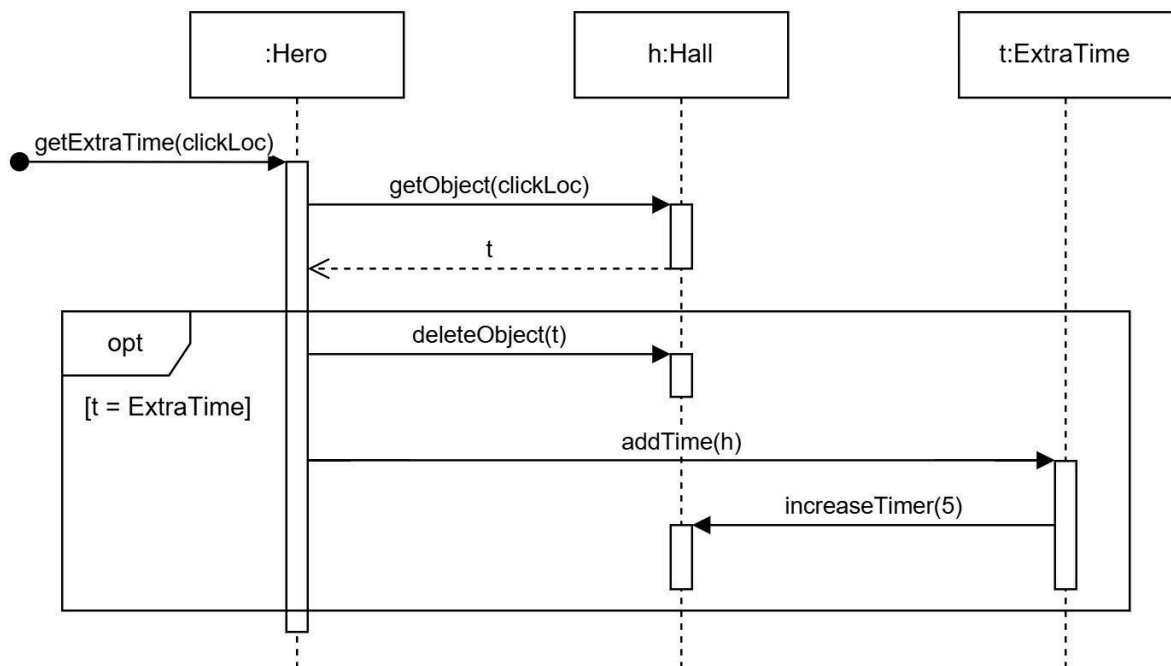 :Hero
h:Hall
t:ExtraTime
getExtraTime(clickLoc)
getObject(clickLoc)
t
opt
deleteObject(t)
[t = ExtraTime]
addTime(h)
increaseTimer(5)